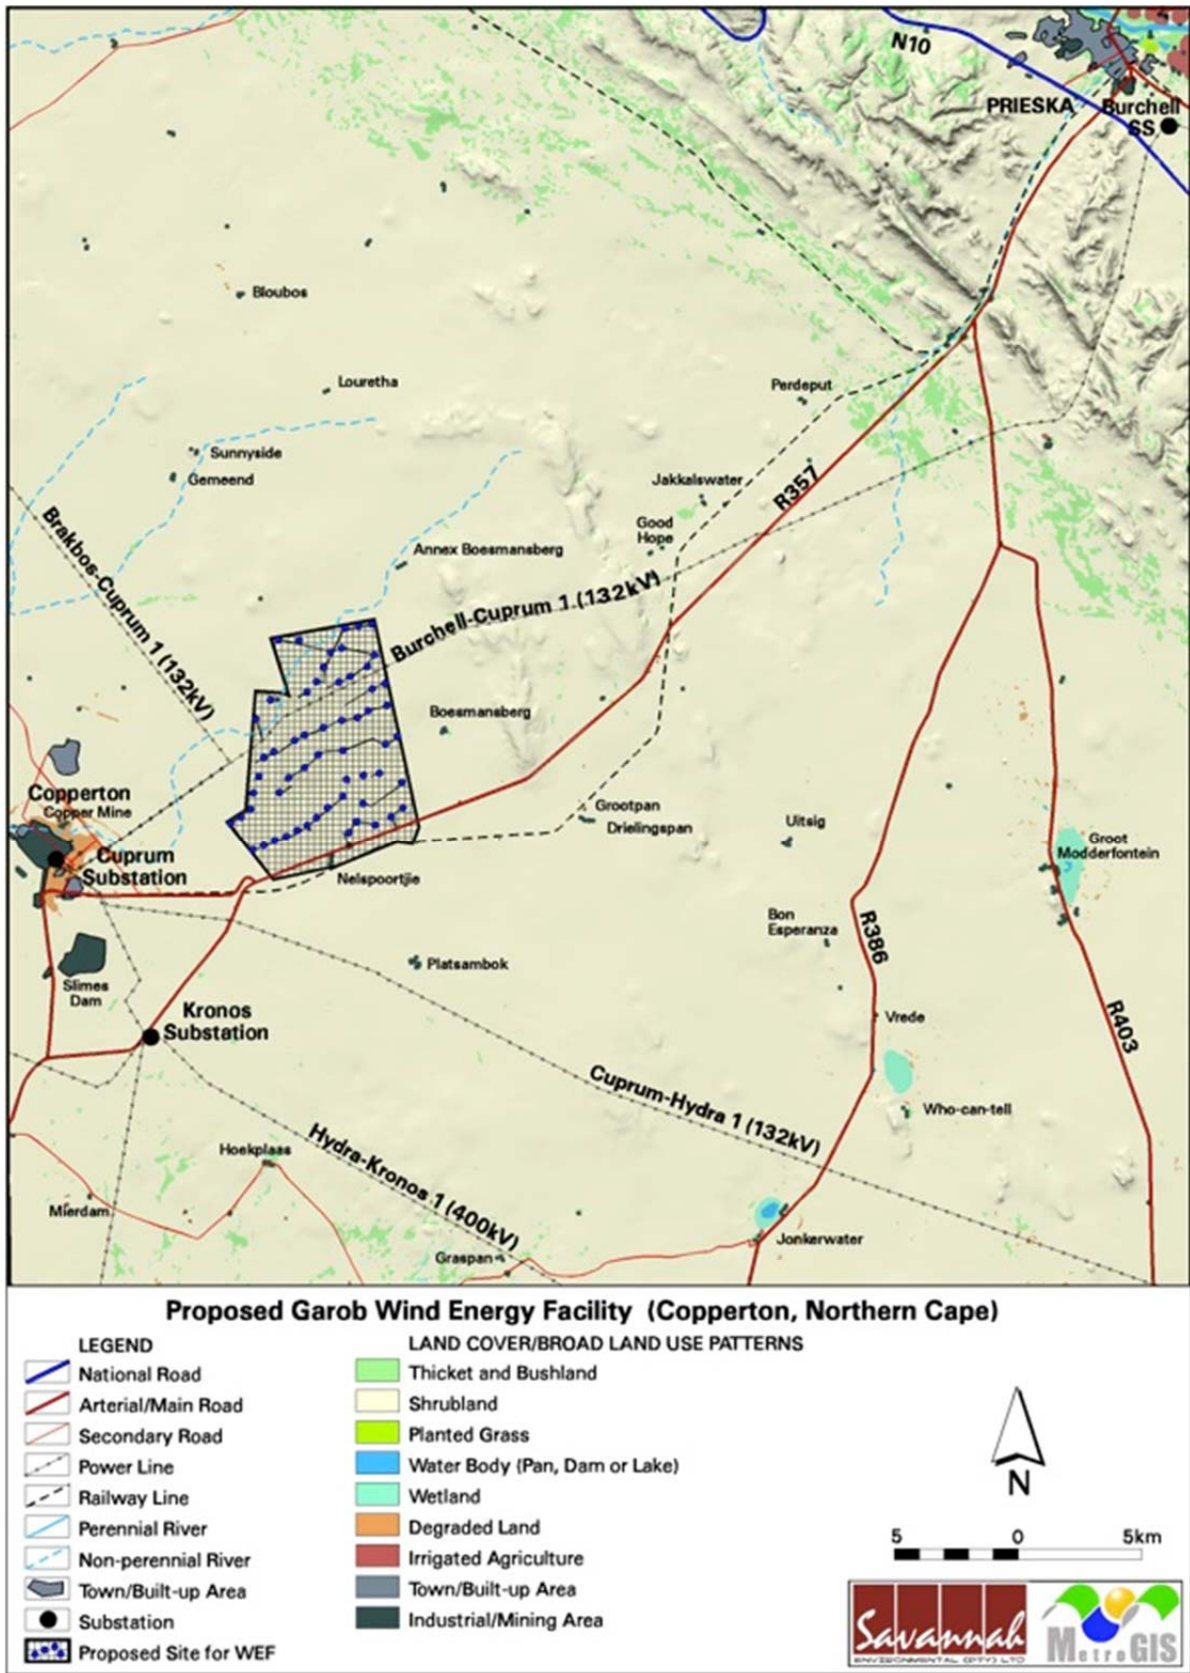 N10
PRIESKA
Burchell
SS
Bloubos
Louretha
Perdeput
Sunnyside
Gemeend
Jakkalswater
R357
Good
Hope
Brakbos-Cuprum 1 (132kV)
Annex Boesmansberg
Burchell-Cuprum 1 (132kV)
Boesmansberg
Copperton
Copper Mine
Grootpan
Drielingspan
Uitsig
Groot
Modderfontein
Cuprum
Substation
Nelspoortjie
Bon
Esperanza
R386
Platsambok
Slimes
Dam
Kronos
Substation
Vrede
R403
Cuprum-Hydra 1 (132kV)
Who-can-tell
Hoekplaas
Hydra-Kronos 1 (400kV)
Mierdam
Graspan
Jonkerwater
Proposed Garob Wind Energy Facility (Copperton, Northern Cape)
LEGEND
National Road
Arterial/Main Road
Secondary Road
Power Line
Railway Line
Perennial River
Non-perennial River
Town/Built-up Area
Substation
Proposed Site for WEF
LAND COVER/BROAD LAND USE PATTERNS
Thicket and Bushland
Shrubland
Planted Grass
Water Body (Pan, Dam or Lake)
Wetland
Degraded Land
Irrigated Agriculture
Town/Built-up Area
Industrial/Mining Area
N
5 0 5km
Savannah
ENVIRONMENTAL (PTY) LTD
MetroGIS